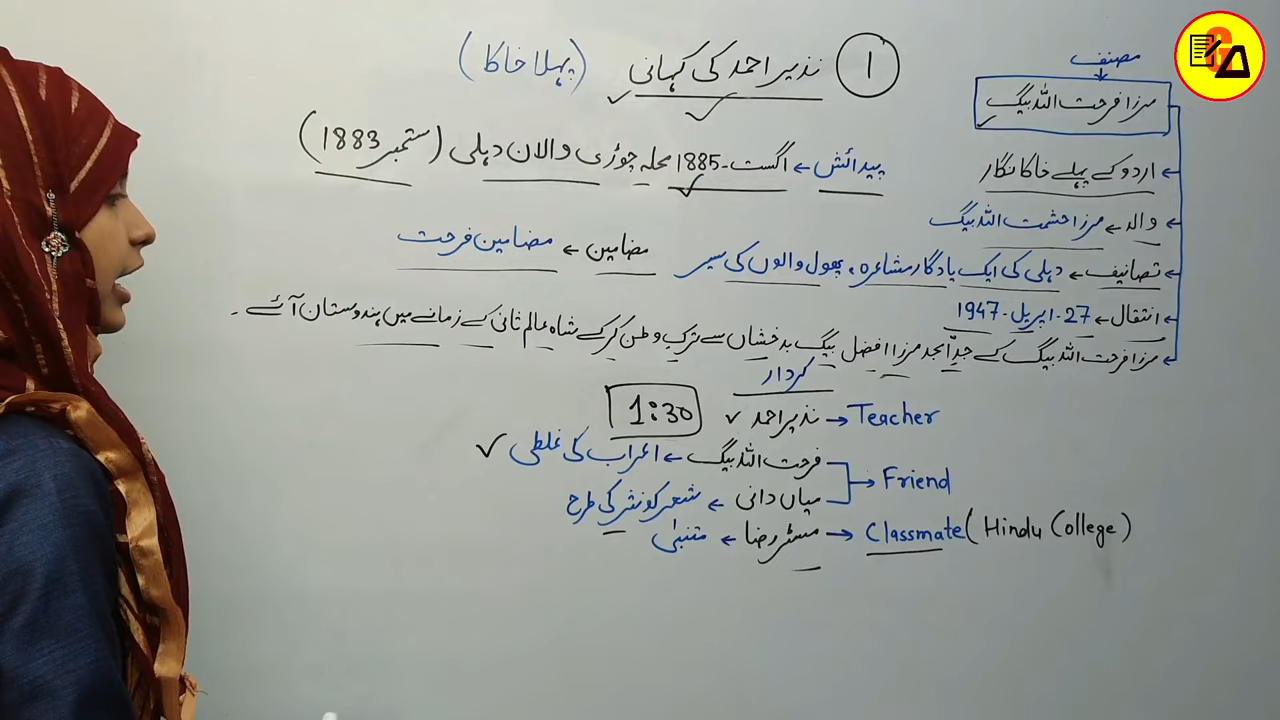 مصنف
مرزا فرحت اللہ بیگ
۱ نذیر احمد کی کہانی (پہلا خاکا)
اردو کے پہلے خاکا نگار
پیدائش ← اگست - 1885 محلہ چوڑی والان دہلی (ستمبر 1883)
والد ← مرزا حشمت اللہ بیگ
تصانیف ← دہلی کی ایک یادگار مشاعرہ، پھول والوں کی سیر
مضامین ← مضامین فرحت
انتقال ← 27 - اپریل - 1947
مرزا فرحت اللہ بیگ کے جدِّ امجد مرزا افضل بیگ بدخشاں سے ترک وطن کر کے شاہ عالم ثانی کے زمانے میں ہندوستان آئے ۔
کردار
1:30
نذیر احمد → Teacher
فرحت اللہ بیگ ← اعراب کی غلطی
میاں دانی ← شعر کو نثر کی طرح
→ Friend
مسٹر رضا ← متنبیٰ
→ Classmate (Hindu College)